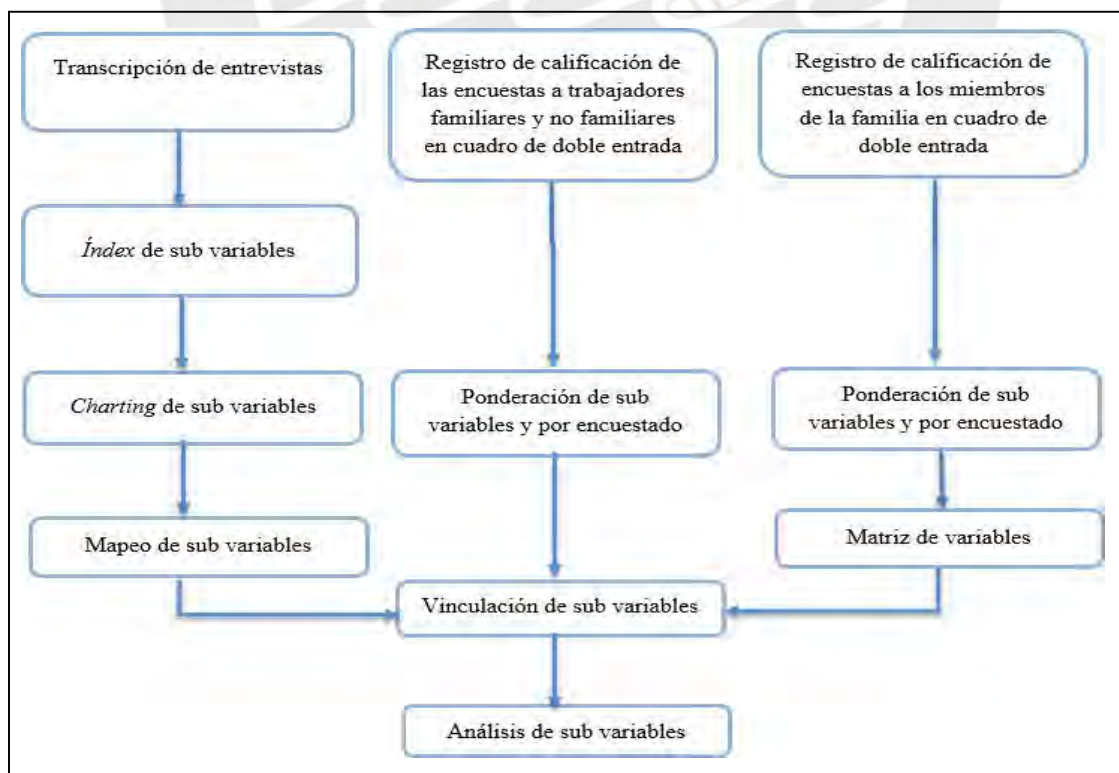 Transcripción de entrevistas
Registro de calificación de
las encuestas a trabajadores
familiares y no familiares
en cuadro de doble entrada
Registro de calificación de
encuestas a los miembros
de la familia en cuadro de
doble entrada
Índex de sub variables
Charting de sub variables
Ponderación de sub
variables y por encuestado
Ponderación de sub
variables y por encuestado
Mapeo de sub variables
Matriz de variables
Vinculación de sub variables
Análisis de sub variables